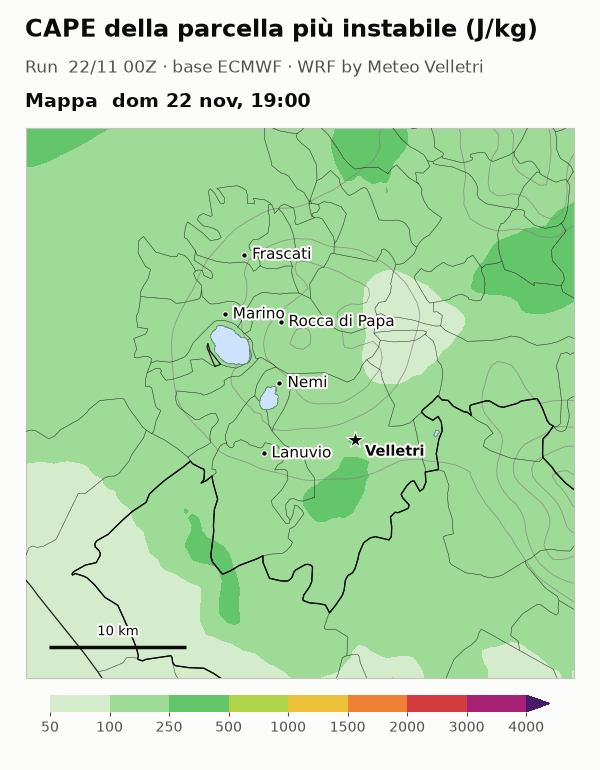 CAPE della parcella più instabile (J/kg)
Run  22/11 00Z · base ECMWF · WRF by Meteo Velletri
Mappa  dom 22 nov, 19:00
Frascati
Marino
Rocca di Papa
Nemi
Velletri
Lanuvio
10 km
50 100 250 500 1000 1500 2000 3000 4000